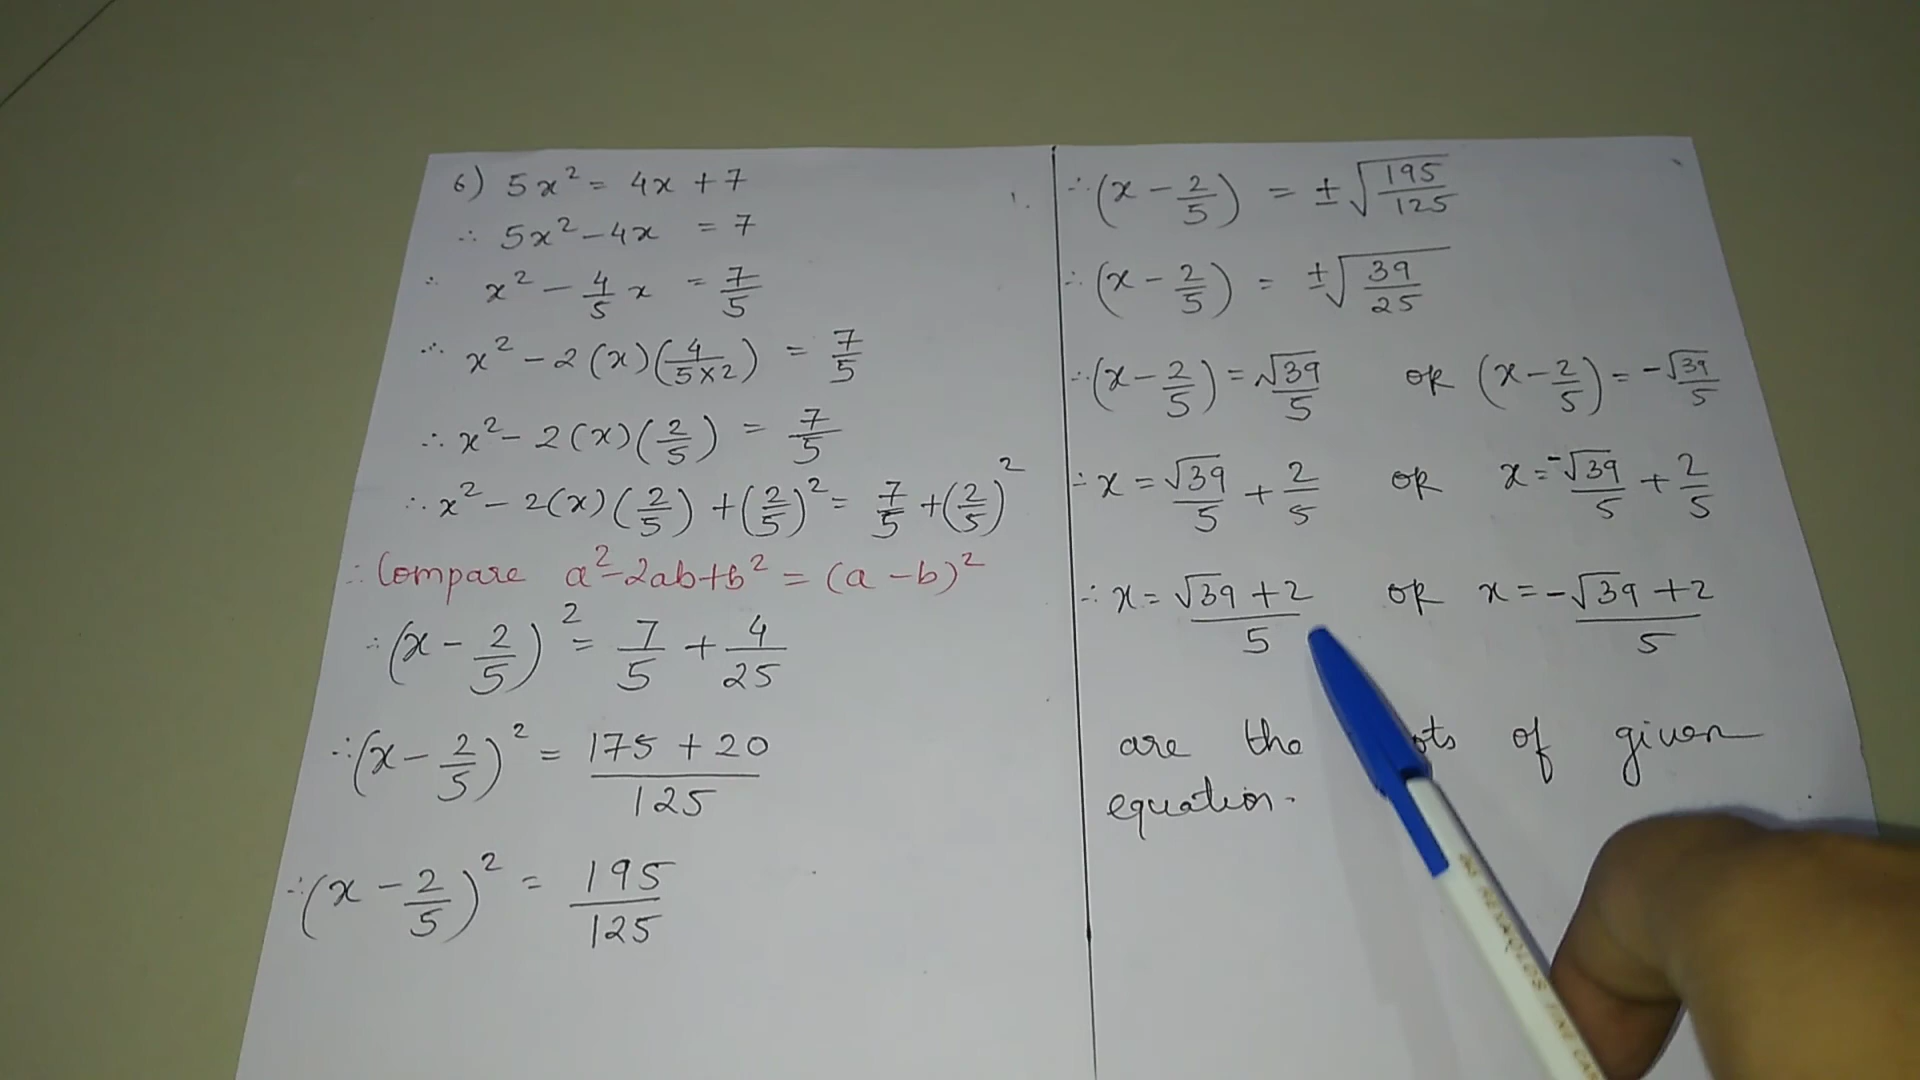 6) 5x² = 4x + 7
∴ 5x² - 4x = 7
∴ x² - 4/5 x = 7/5
∴ x² - 2(x)(4/5×2) = 7/5
∴ x² - 2(x)(2/5) = 7/5
∴ x² - 2(x)(2/5) + (2/5)² = 7/5 + (2/5)²
∴ Compare a² - 2ab + b² = (a - b)²
∴ (x - 2/5)² = 7/5 + 4/25
∴ (x - 2/5)² = 175 + 20/125
∴ (x - 2/5)² = 195/125
∴ (x - 2/5) = ±√195/125
∴ (x - 2/5) = ±√39/25
∴ (x - 2/5) = √39/5 or (x - 2/5) = -√39/5
∴ x = √39/5 + 2/5 or x = -√39/5 + 2/5
∴ x = √39 + 2/5 or x = -√39 + 2/5
are the ots of given
equation.